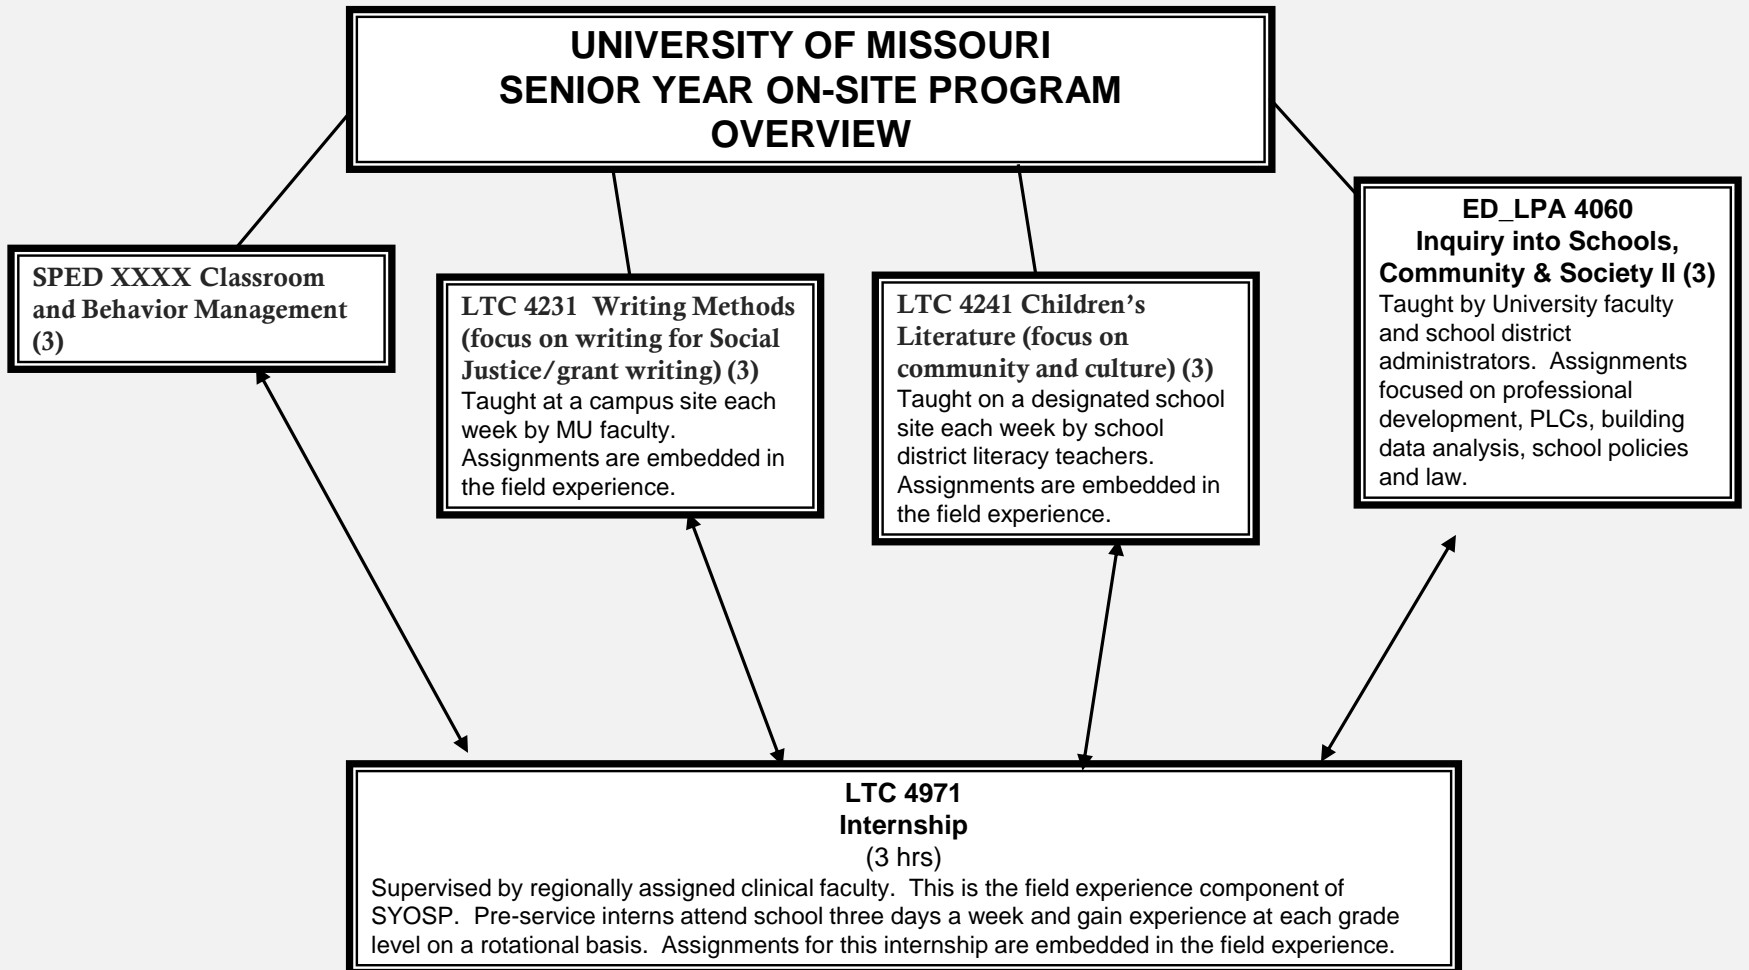 UNIVERSITY OF MISSOURI
SENIOR YEAR ON-SITE PROGRAM
OVERVIEW
SPED XXXX Classroom
and Behavior Management
(3)
LTC 4231  Writing Methods
(focus on writing for Social
Justice/grant writing) (3)
Taught at a campus site each
week by MU faculty.
Assignments are embedded in
the field experience.
LTC 4241 Children’s
Literature (focus on
community and culture) (3)
Taught on a designated school
site each week by school
district literacy teachers.
Assignments are embedded in
the field experience.
ED_LPA 4060
Inquiry into Schools,
Community & Society II (3)
Taught by University faculty
and school district
administrators.  Assignments
focused on professional
development, PLCs, building
data analysis, school policies
and law.
LTC 4971
Internship
(3 hrs)
Supervised by regionally assigned clinical faculty.  This is the field experience component of
SYOSP.  Pre-service interns attend school three days a week and gain experience at each grade
level on a rotational basis.  Assignments for this internship are embedded in the field experience.